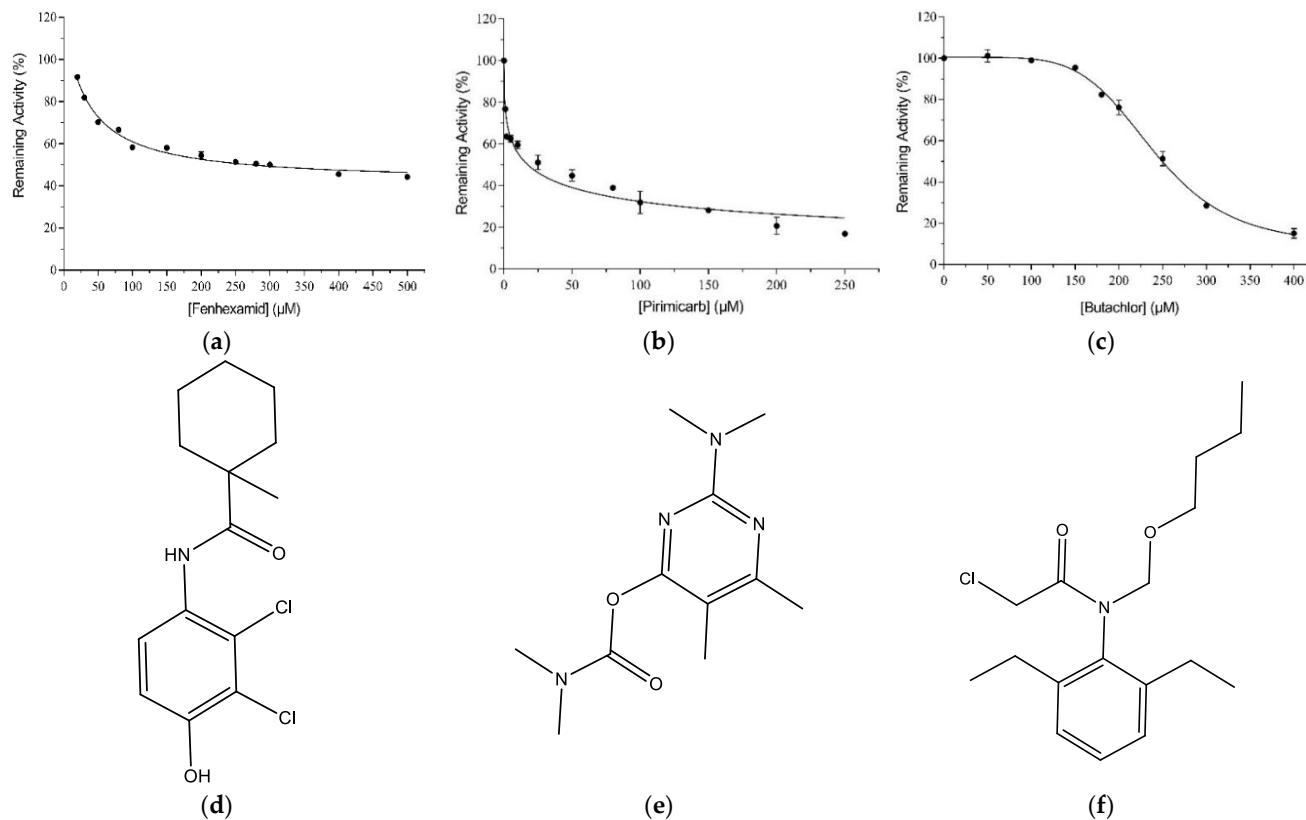 120
100
80
60
40
20
0
Remaining Activity (%)
0 50 100 150 200 250 300 350 400 450 500
[Fenhexamid] (µM)
(a)
120
100
80
60
40
20
0
Remaining Activity (%)
0 50 100 150 200 250
[Pirimicarb] (µM)
(b)
120
100
80
60
40
20
0
Remaining Activity (%)
0 50 100 150 200 250 300 350 400
[Butachlor] (µM)
(c)
HN
O
Cl
Cl
OH
(d)
N
N
N
O
N
O
(e)
O
O
Cl
N
(f)